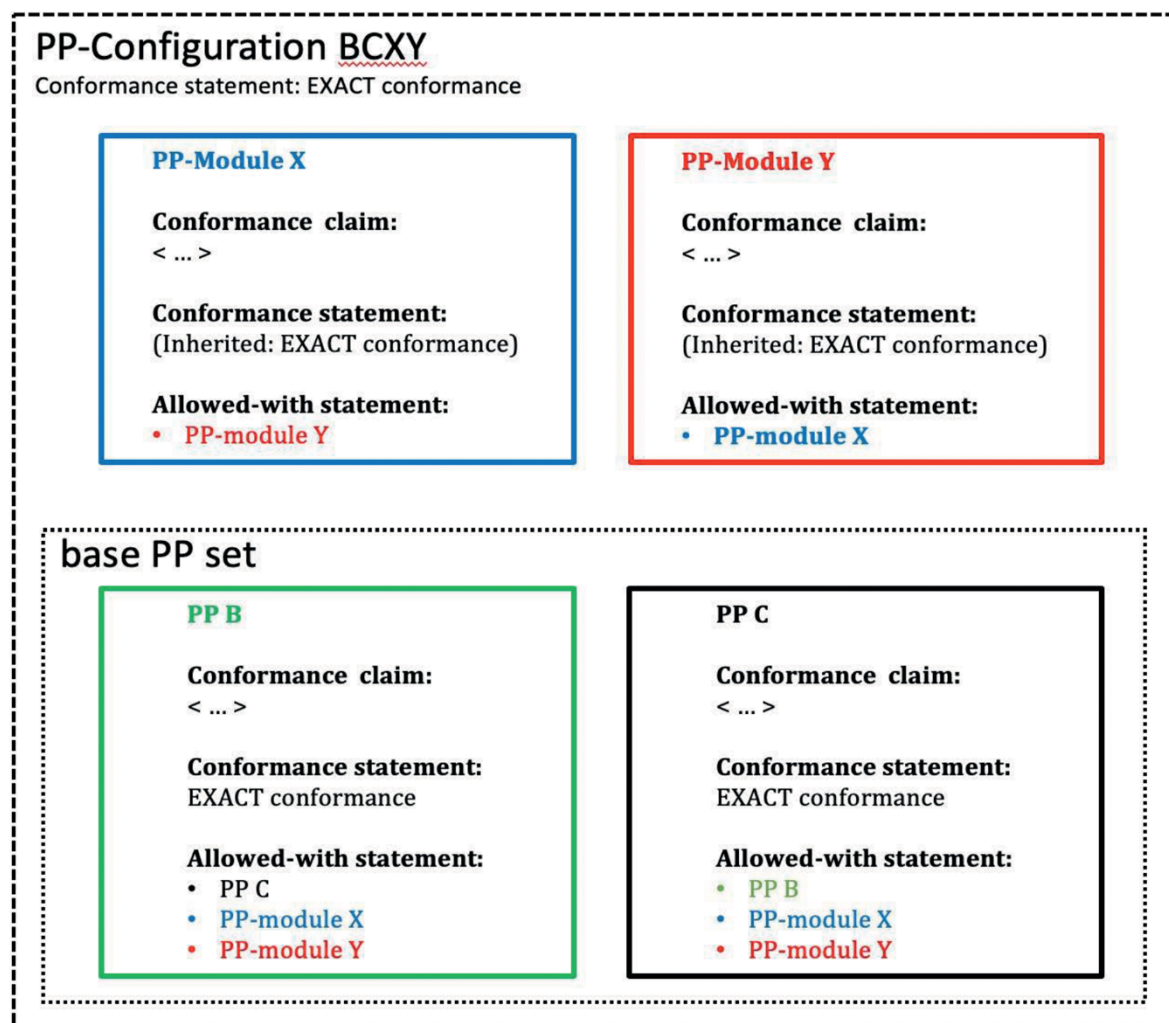 PP-Configuration BCXY
Conformance statement: EXACT conformance
PP-Module X
Conformance claim:
< ... >
Conformance statement:
(Inherited: EXACT conformance)
Allowed-with statement:
• PP-module Y
PP-Module Y
Conformance claim:
< ... >
Conformance statement:
(Inherited: EXACT conformance)
Allowed-with statement:
• PP-module X
base PP set
PP B
Conformance claim:
< ... >
Conformance statement:
EXACT conformance
Allowed-with statement:
• PP C
• PP-module X
• PP-module Y
PP C
Conformance claim:
< ... >
Conformance statement:
EXACT conformance
Allowed-with statement:
• PP B
• PP-module X
• PP-module Y